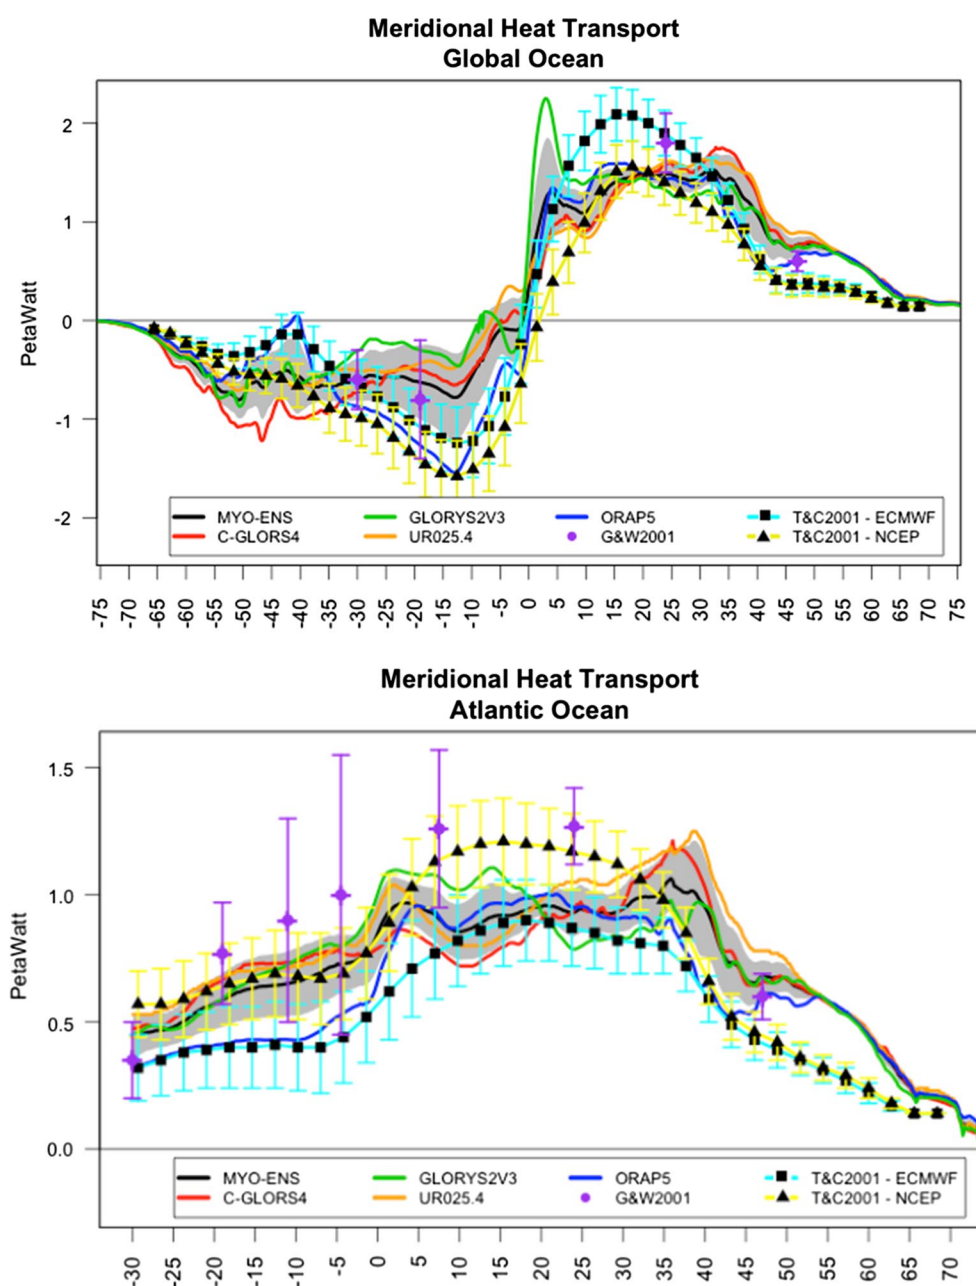 Meridional Heat Transport
Global Ocean
PetaWatt
2
1
0
-1
-2
MYO-ENS GLORYS2V3 ORAP5 T&C2001 - ECMWF
C-GLORS4 UR025.4 G&W2001 T&C2001 - NCEP
-75 -70 -65 -60 -55 -50 -45 -40 -35 -30 -25 -20 -15 -10 -5 0 5 10 15 20 25 30 35 40 45 50 55 60 65 70 75
Meridional Heat Transport
Atlantic Ocean
PetaWatt
1.5
1.0
0.5
0.0
MYO-ENS GLORYS2V3 ORAP5 T&C2001 - ECMWF
C-GLORS4 UR025.4 G&W2001 T&C2001 - NCEP
-30 -25 -20 -15 -10 -5 0 5 10 15 20 25 30 35 40 45 50 55 60 65 70